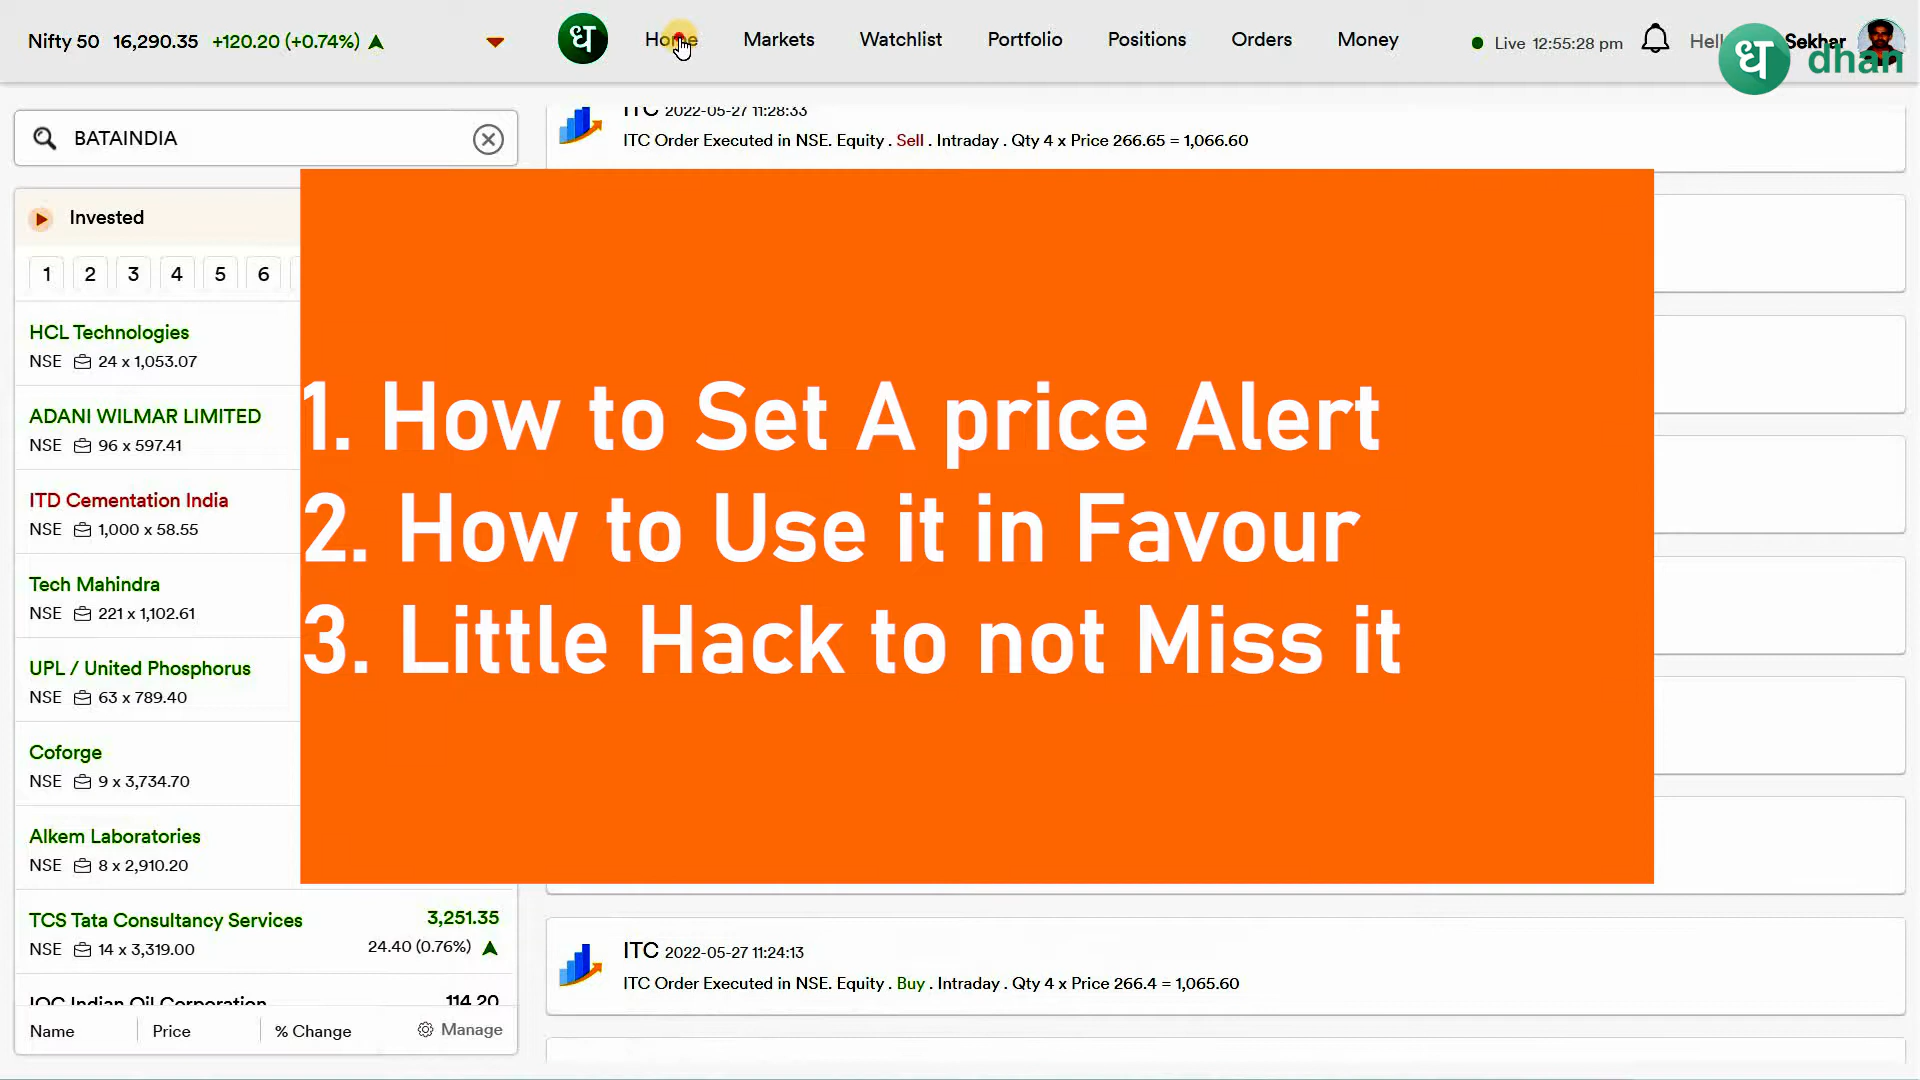 Nifty 50 16,290.35 +120.20 (+0.74%)
ध
Home Markets Watchlist Portfolio Positions Orders Money
Live 12:55:28 pm
Sekhar
ध dhan
BATAINDIA
ITC 2022-05-27 11:28:33
ITC Order Executed in NSE. Equity . Sell . Intraday . Qty 4 x Price 266.65 = 1,066.60
Invested
1 2 3 4 5 6
HCL Technologies
NSE 24 x 1,053.07
ADANI WILMAR LIMITED
NSE 96 x 597.41
ITD Cementation India
NSE 1,000 x 58.55
Tech Mahindra
NSE 221 x 1,102.61
UPL / United Phosphorus
NSE 63 x 789.40
Coforge
NSE 9 x 3,734.70
Alkem Laboratories
NSE 8 x 2,910.20
TCS Tata Consultancy Services 3,251.35
NSE 14 x 3,319.00 24.40 (0.76%)
IOC Indian Oil Corporation 114.20
Name Price % Change Manage
1. How to Set A price Alert
2. How to Use it in Favour
3. Little Hack to not Miss it
ITC 2022-05-27 11:24:13
ITC Order Executed in NSE. Equity . Buy . Intraday . Qty 4 x Price 266.4 = 1,065.60